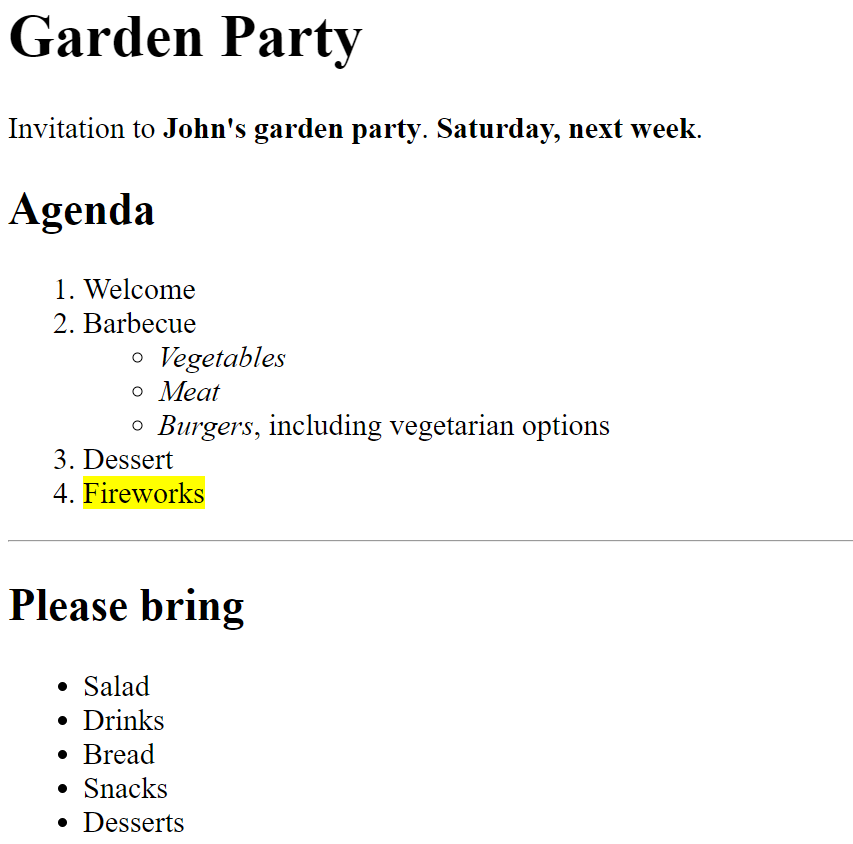 Garden Party
Invitation to John's garden party. Saturday, next week.
Agenda
1. Welcome
2. Barbecue
◦ Vegetables
◦ Meat
◦ Burgers, including vegetarian options
3. Dessert
4. Fireworks
Please bring
• Salad
• Drinks
• Bread
• Snacks
• Desserts